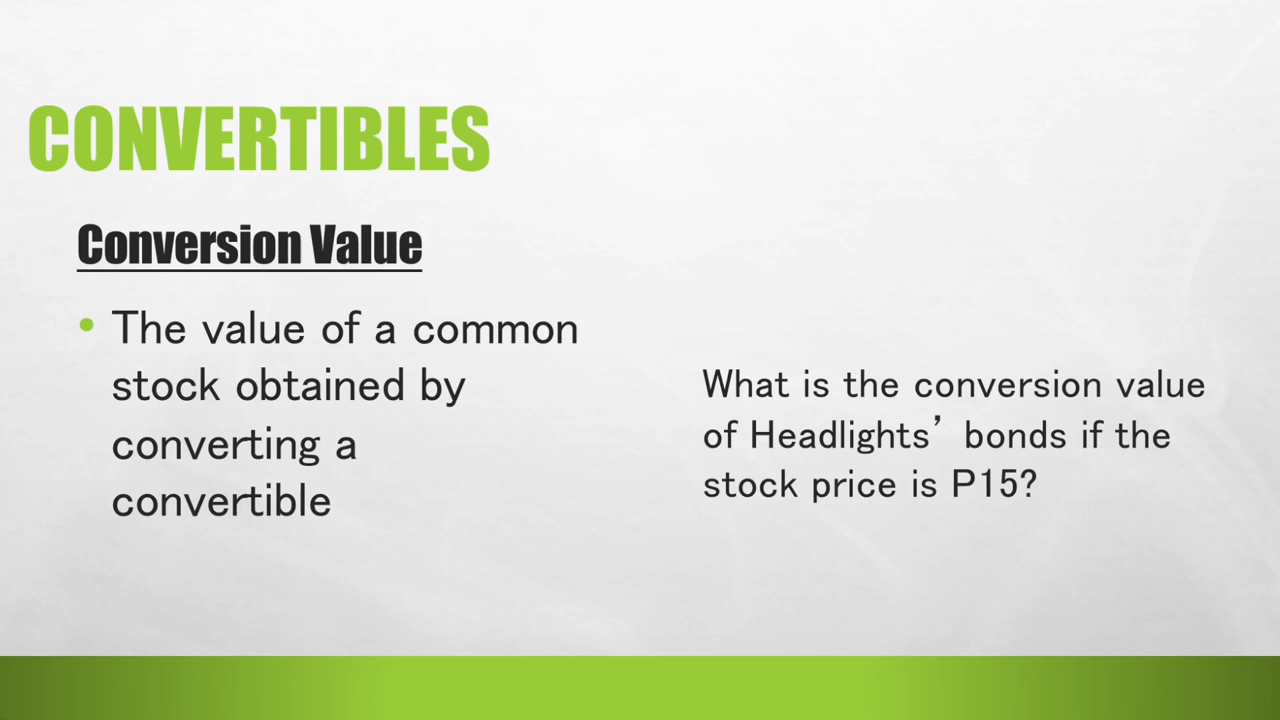 CONVERTIBLES
Conversion Value
• The value of a common
stock obtained by
converting a
convertible
What is the conversion value
of Headlights’ bonds if the
stock price is P15?